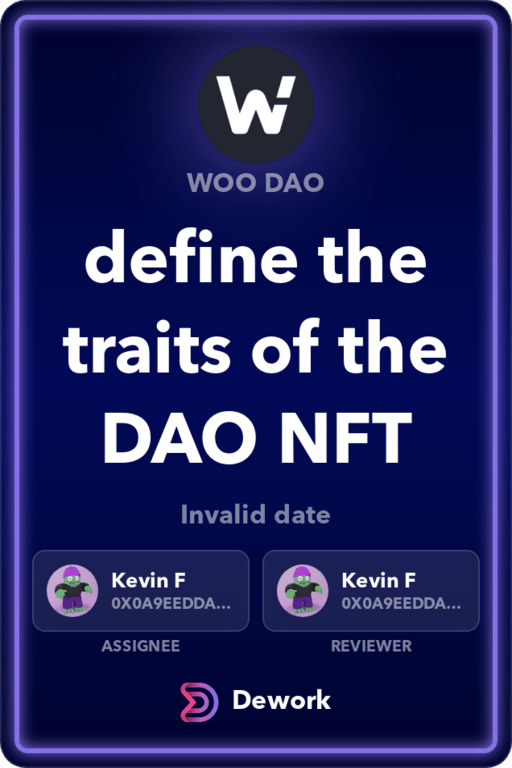 W
WOO DAO
define the
traits of the
DAO NFT
Invalid date
Kevin F
0X0A9EEDDA...
ASSIGNEE
Kevin F
0X0A9EEDDA...
REVIEWER
Dework